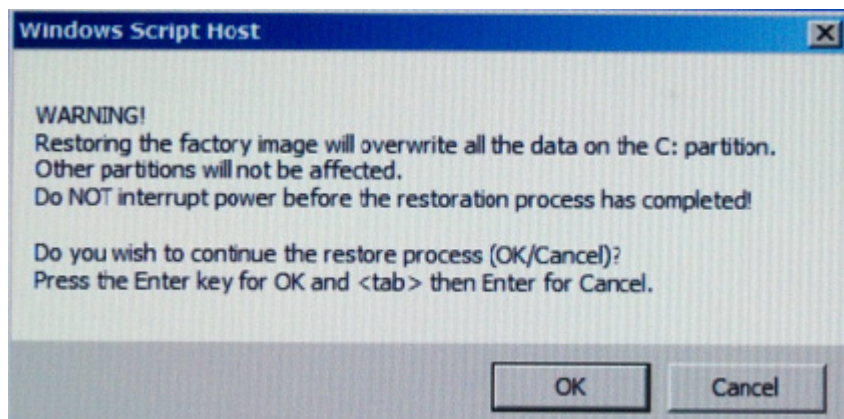 Windows Script Host
WARNING!
Restoring the factory image will overwrite all the data on the C: partition.
Other partitions will not be affected.
Do NOT interrupt power before the restoration process has completed!
Do you wish to continue the restore process (OK/Cancel)?
Press the Enter key for OK and <tab> then Enter for Cancel.
OK Cancel